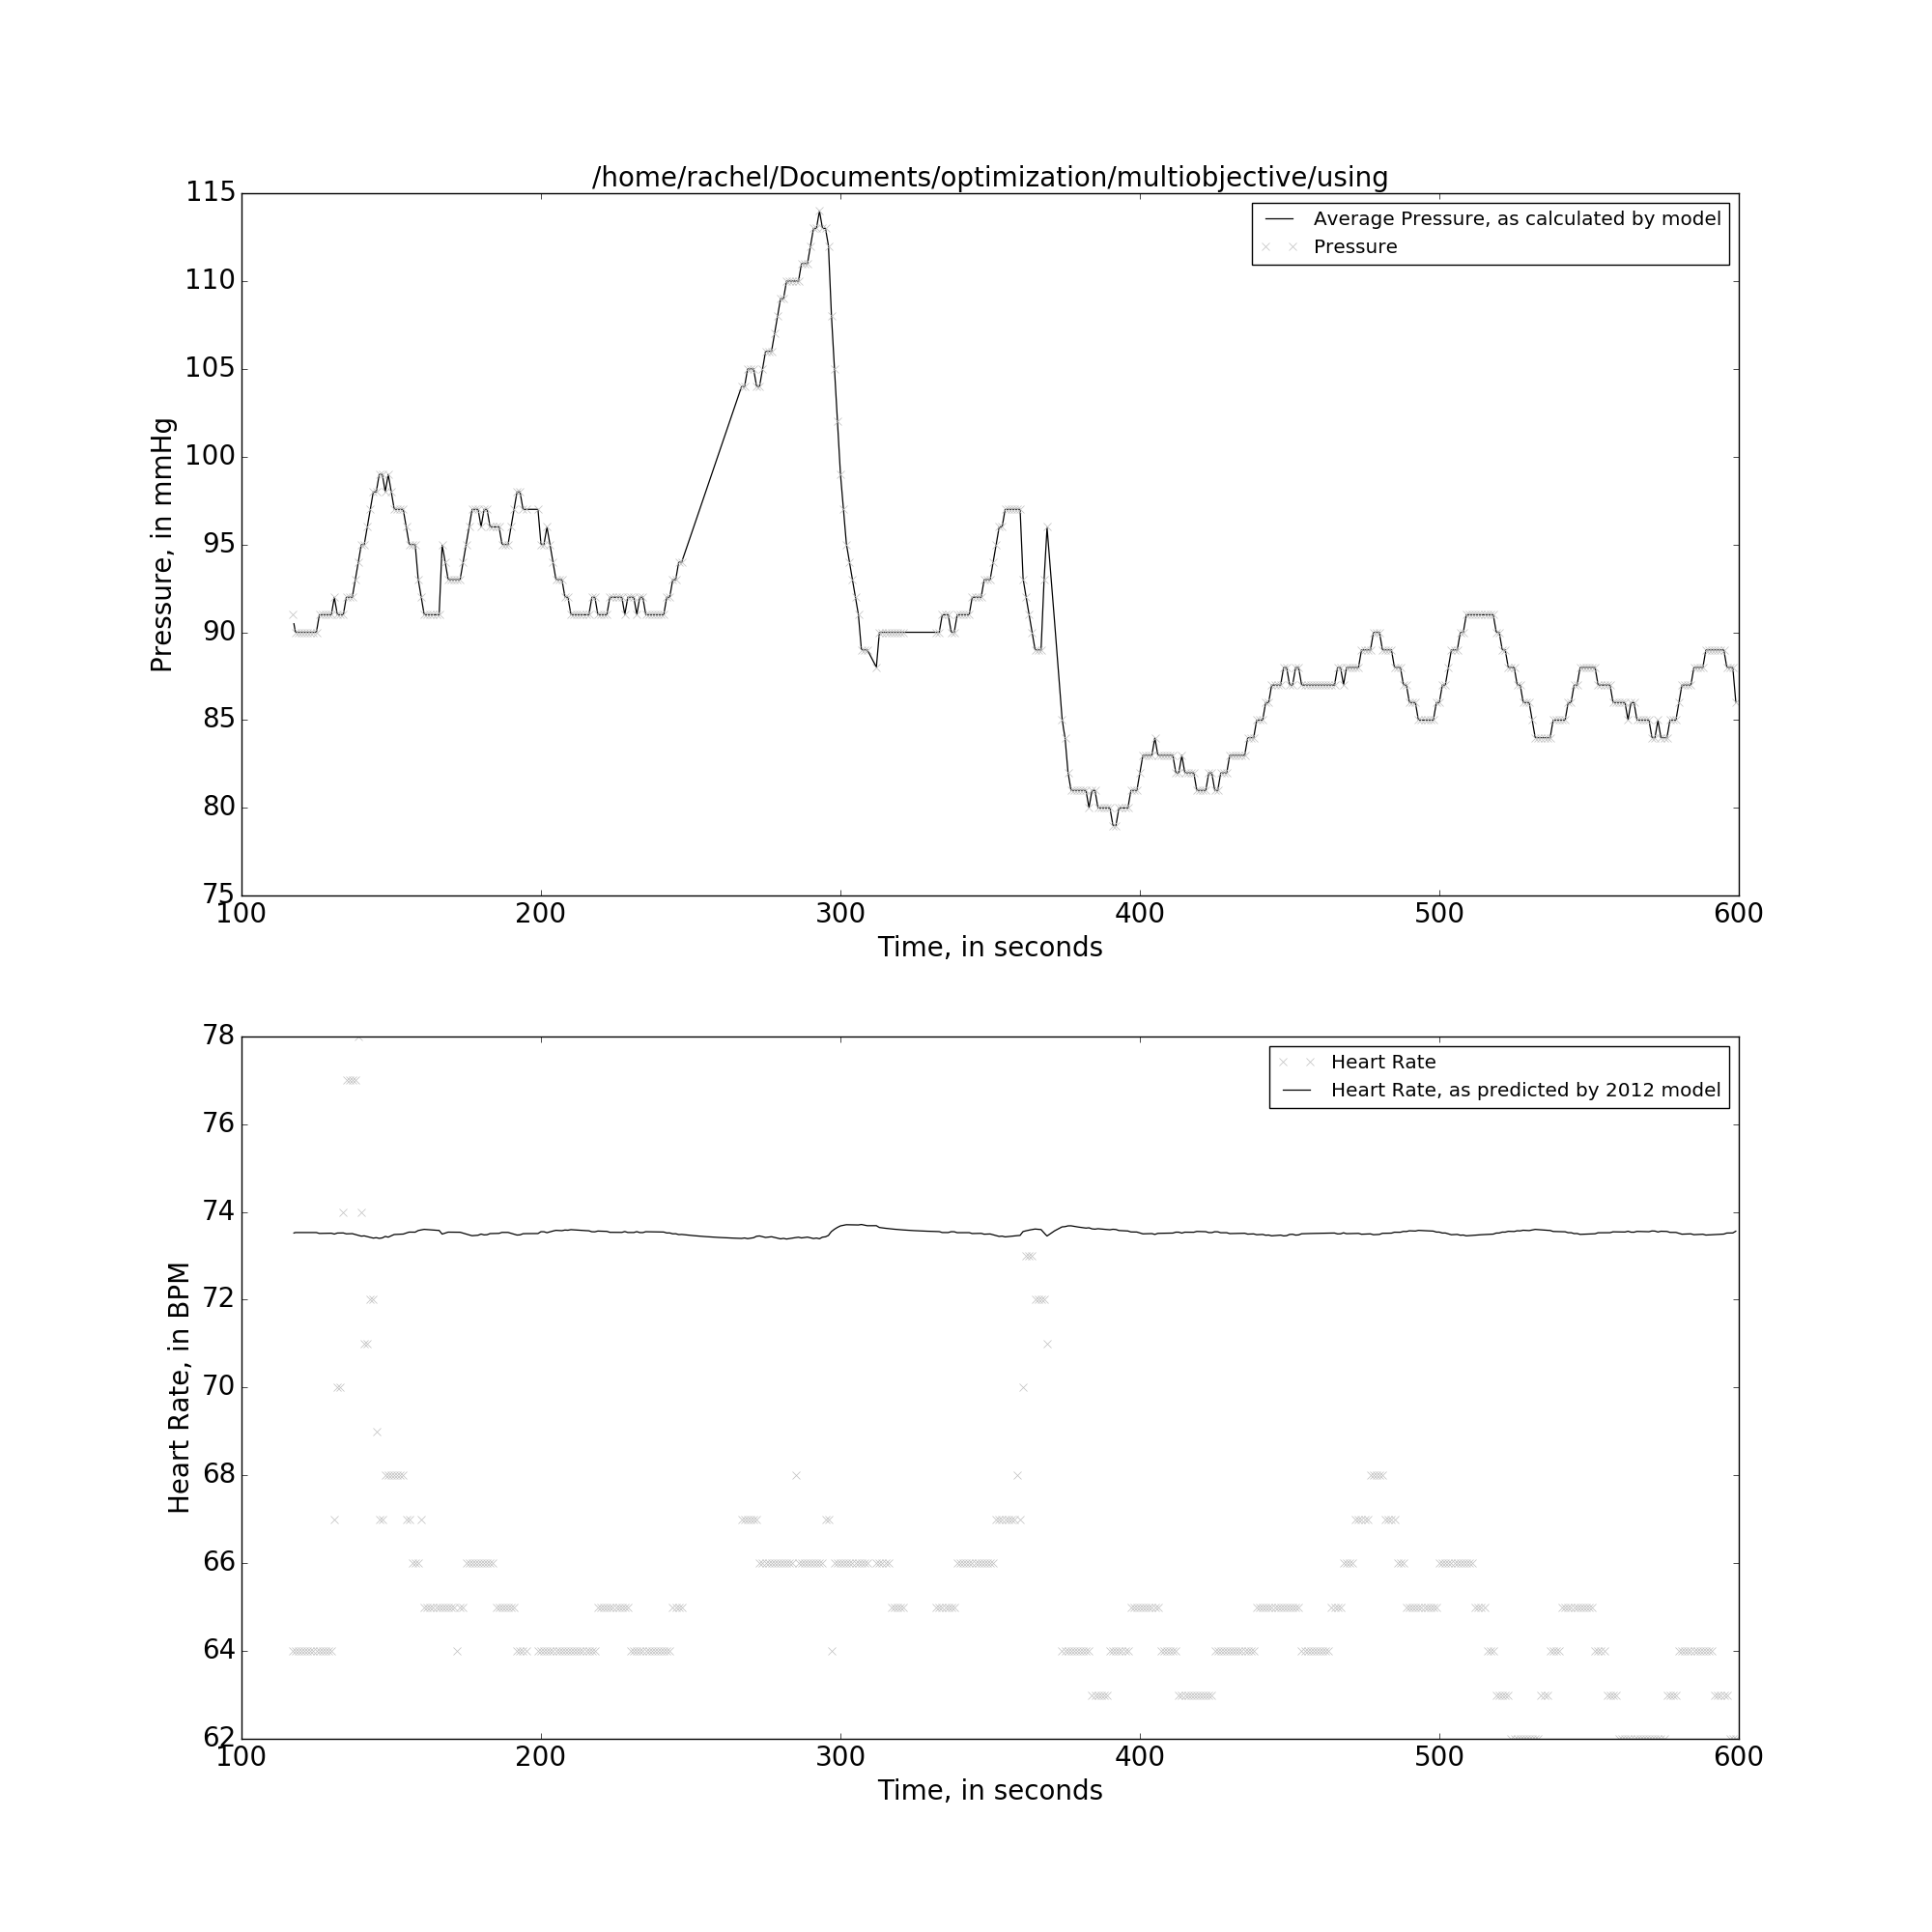 /home/rachel/Documents/optimization/multiobjective/using
115
110
105
100
95
90
85
80
75
Pressure, in mmHg
Average Pressure, as calculated by model
Pressure
100 200 300 400 500 600
Time, in seconds
78
76
74
72
70
68
66
64
62
Heart Rate, in BPM
Heart Rate
Heart Rate, as predicted by 2012 model
100 200 300 400 500 600
Time, in seconds